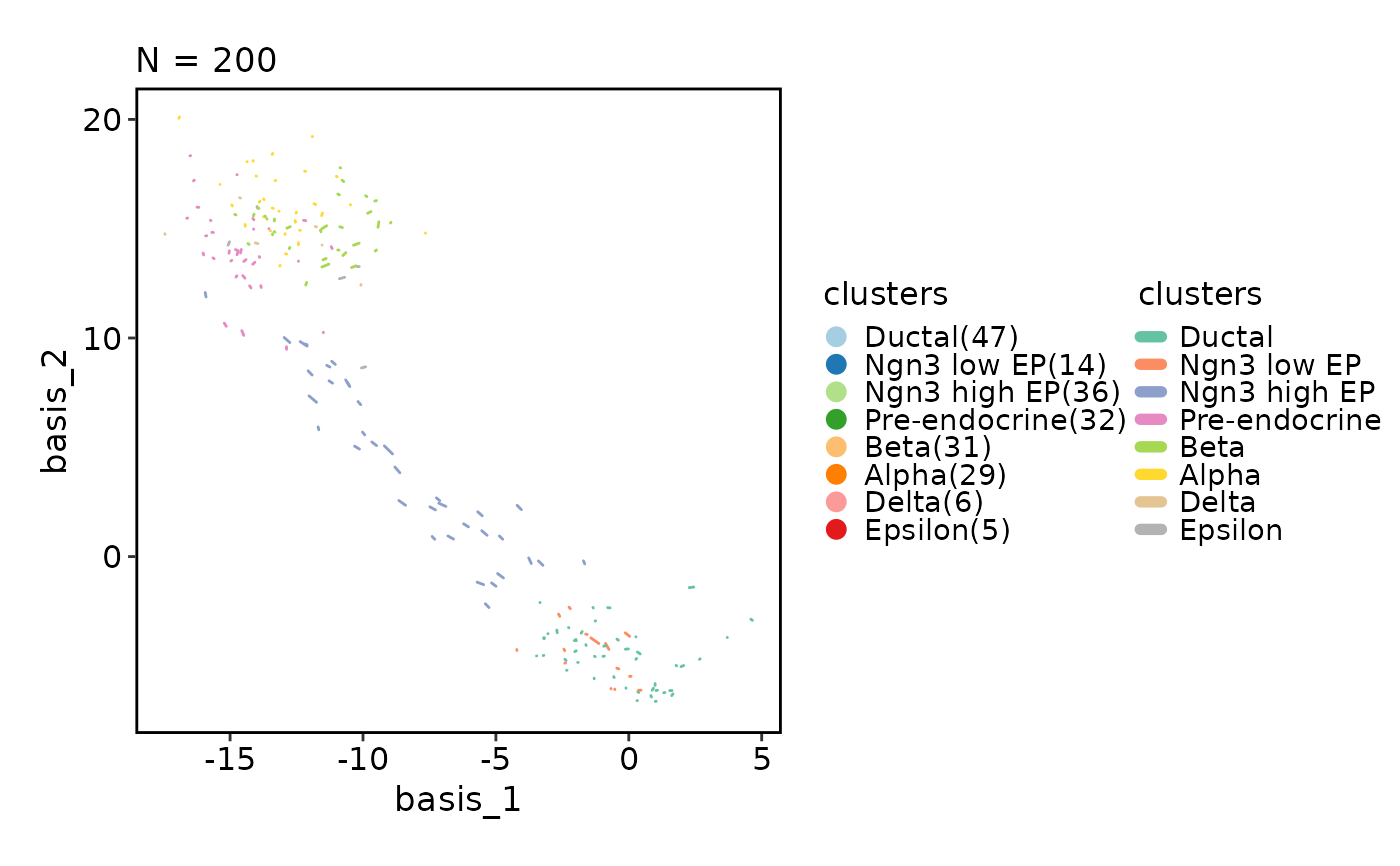 N = 200
20
10
0
basis_2
-15
-10
-5
0
5
basis_1
clusters
Ductal(47)
Ngn3 low EP(14)
Ngn3 high EP(36)
Pre-endocrine(32)
Beta(31)
Alpha(29)
Delta(6)
Epsilon(5)
clusters
Ductal
Ngn3 low EP
Ngn3 high EP
Pre-endocrine
Beta
Alpha
Delta
Epsilon